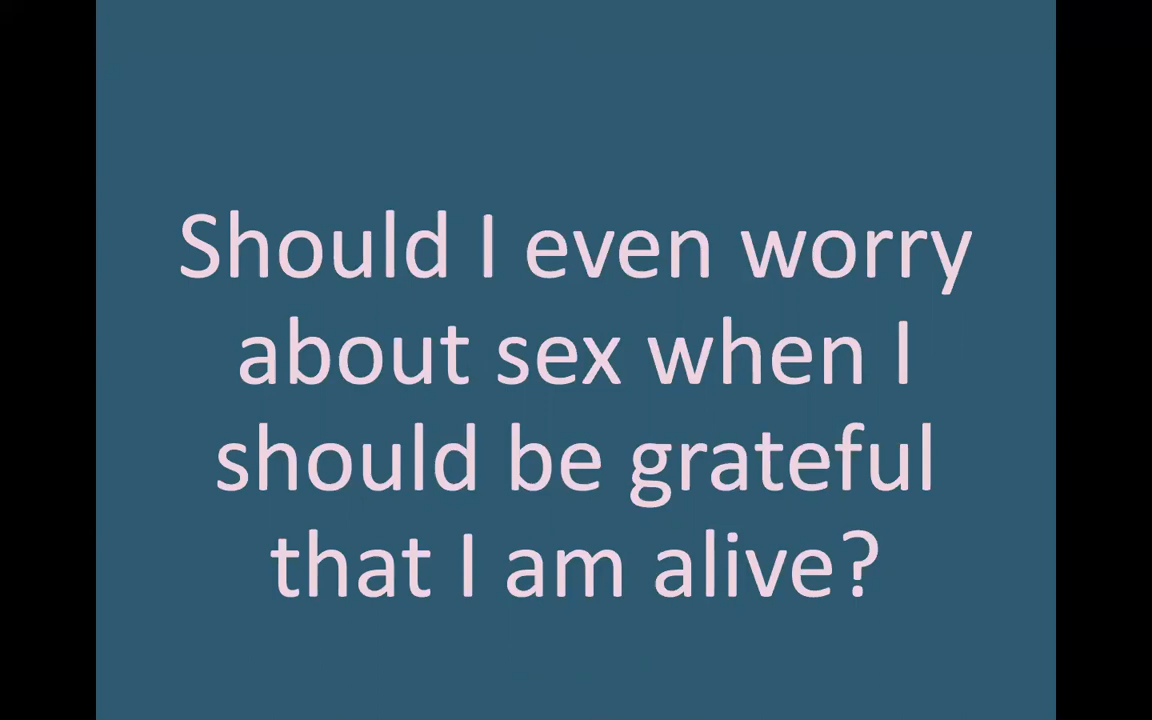 Should I even worry
about sex when I
should be grateful
that I am alive?